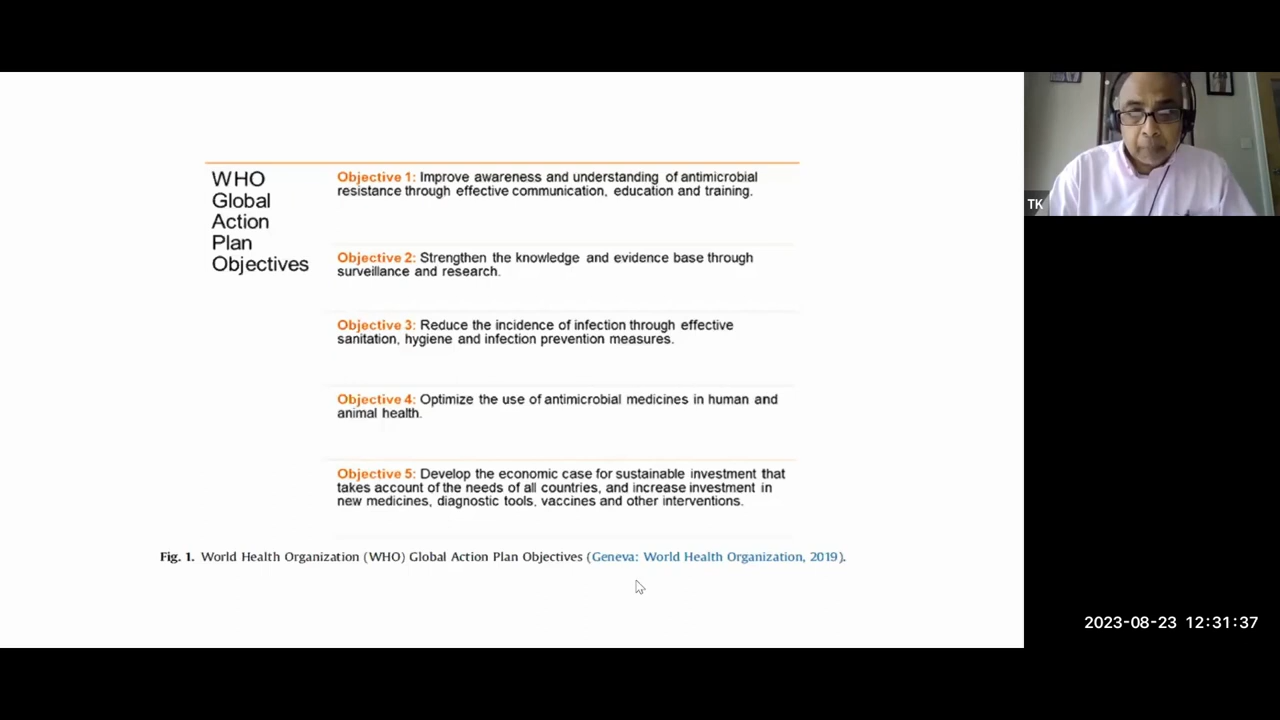 WHO
Global
Action
Plan
Objectives
Objective 1: Improve awareness and understanding of antimicrobial
resistance through effective communication, education and training.
Objective 2: Strengthen the knowledge and evidence base through
surveillance and research.
Objective 3: Reduce the incidence of infection through effective
sanitation, hygiene and infection prevention measures.
Objective 4: Optimize the use of antimicrobial medicines in human and
animal health.
Objective 5: Develop the economic case for sustainable investment that
takes account of the needs of all countries, and increase investment in
new medicines, diagnostic tools, vaccines and other interventions.
Fig. 1. World Health Organization (WHO) Global Action Plan Objectives (Geneva: World Health Organization, 2019).
TK
2023-08-23 12:31:37